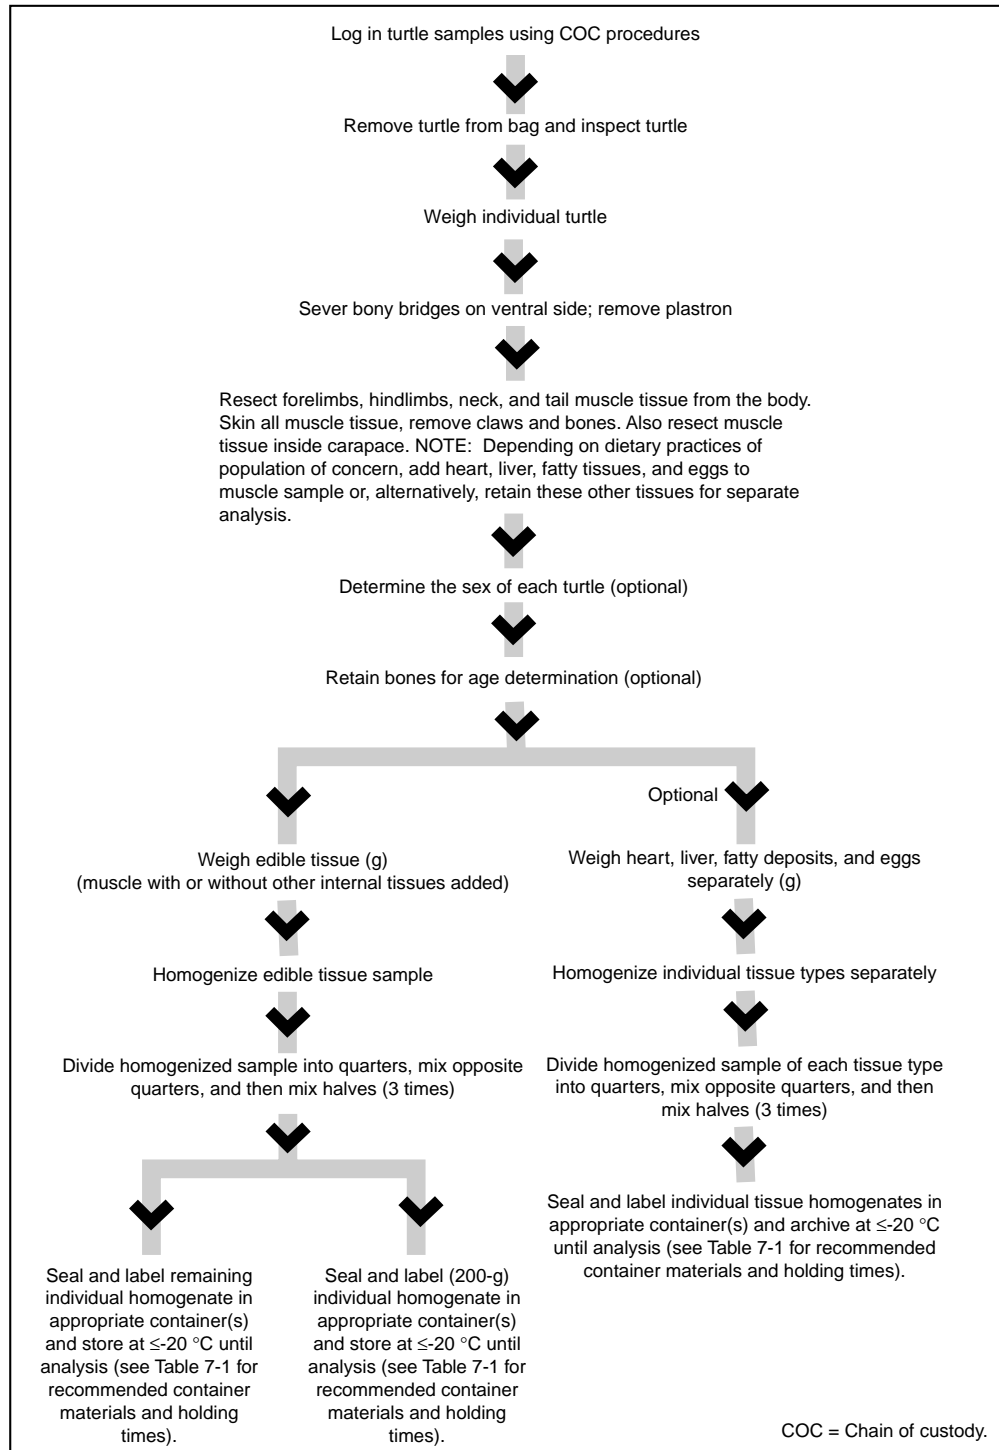 Log in turtle samples using COC procedures
Remove turtle from bag and inspect turtle
Weigh individual turtle
Sever bony bridges on ventral side; remove plastron
Resect forelimbs, hindlimbs, neck, and tail muscle tissue from the body.
Skin all muscle tissue, remove claws and bones. Also resect muscle
tissue inside carapace. NOTE:  Depending on dietary practices of
population of concern, add heart, liver, fatty tissues, and eggs to
muscle sample or, alternatively, retain these other tissues for separate
analysis.
Determine the sex of each turtle (optional)
Retain bones for age determination (optional)
Weigh edible tissue (g)
(muscle with or without other internal tissues added)
Homogenize edible tissue sample
Divide homogenized sample into quarters, mix opposite
quarters, and then mix halves (3 times)
Seal and label remaining
individual homogenate in
appropriate container(s)
and store at ≤-20 °C until
analysis (see Table 7-1 for
recommended container
materials and holding
times).
Seal and label (200-g)
individual homogenate in
appropriate container(s)
and store at ≤-20 °C until
analysis (see Table 7-1 for
recommended container
materials and holding
times).
Optional
Weigh heart, liver, fatty deposits, and eggs
separately (g)
Homogenize individual tissue types separately
Divide homogenized sample of each tissue type
into quarters, mix opposite quarters, and then
mix halves (3 times)
Seal and label individual tissue homogenates in
appropriate container(s) and archive at ≤-20 °C
until analysis (see Table 7-1 for recommended
container materials and holding times).
COC = Chain of custody.